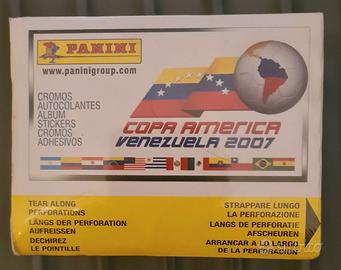 PANINI
www.paninigroup.com
CROMOS
AUTOCOLANTES
ALBUM
STICKERS
CROMOS
ADHESIVOS
COPA AMERICA
VENEZUELA 2007
TEAR ALONG
PERFORATIONS
LÄNGS DER PERFORATION
AUFREISSEN
DECHIREZ
LE POINTILLE
STRAPPARE LUNGO
LA PERFORAZIONE
LANGS DE PERFORATIE
AFSCHEUREN
ARRANCAR A LO LARGO
DE LA PERFORACION